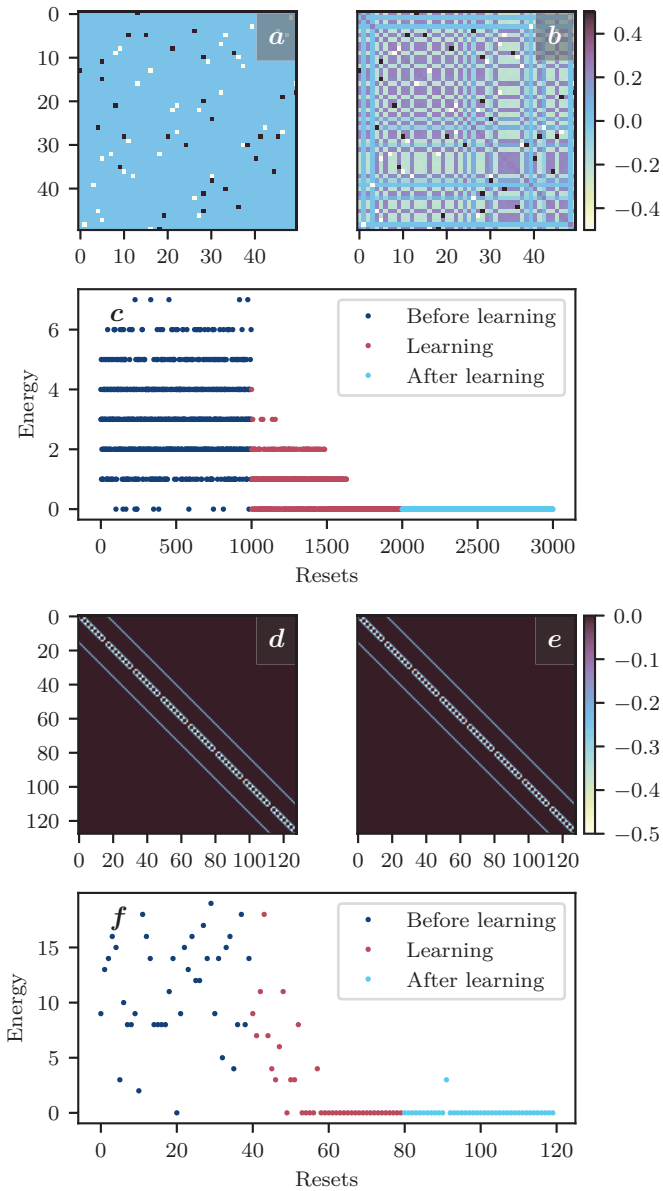 a
b
0
10
20
30
40
0.4
0.2
0.0
−0.2
−0.4
0 10 20 30 40
0 10 20 30 40
c
Before learning
Learning
After learning
Energy
6
4
2
0
0 500 1000 1500 2000 2500 3000
Resets
d
e
0
20
40
60
80
100
120
0.0
−0.1
−0.2
−0.3
−0.4
−0.5
0 20 40 60 80 100 120
0 20 40 60 80 100 120
f
Before learning
Learning
After learning
Energy
15
10
5
0
0 20 40 60 80 100 120
Resets